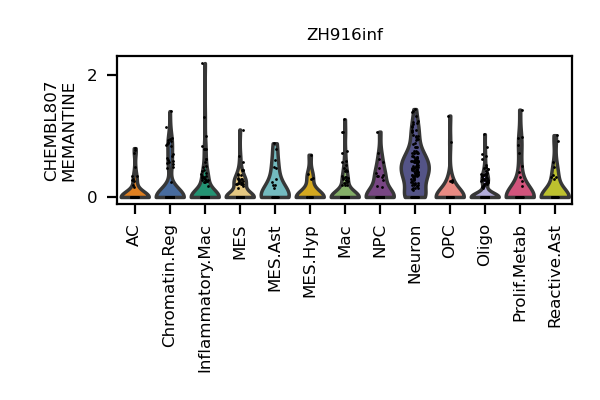 ZH916inf
CHEMBL807
MEMANTINE
2
0
AC
Chromatin.Reg
Inflammatory.Mac
MES
MES.Ast
MES.Hyp
Mac
NPC
Neuron
OPC
Oligo
Prolif.Metab
Reactive.Ast